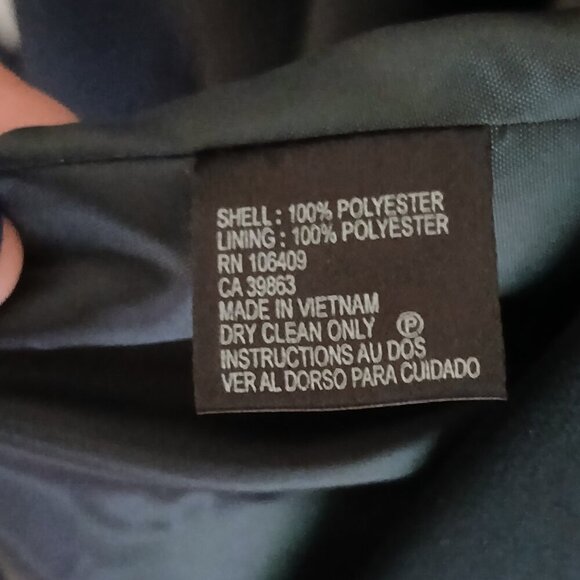 SHELL : 100% POLYESTER
LINING : 100% POLYESTER
RN 106409
CA 39863
MADE IN VIETNAM
DRY CLEAN ONLY Ⓟ
INSTRUCTIONS AU DOS
VER AL DORSO PARA CUIDADO